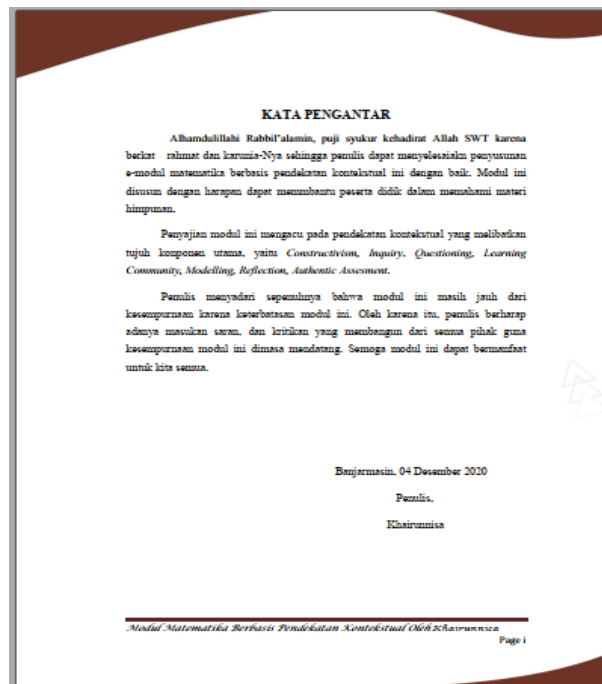 KATA PENGANTAR
Alhamdulillahi Rabbil'alamin, puji syukur kehadirat Allah SWT karena
berkat rahmat dan karunia-Nya sehingga penulis dapat menyelesaiakn penyusunan
e-modul matematika berbasis pendekatan kontekstual ini dengan baik. Modul ini
disusun dengan harapan dapat memmbantu peserta didik dalam memahami materi
himpunan.
Penyajian modul ini mengacu pada pendekatan kontekstual yang melibatkan
tujuh komponen utama, yaitu Constructivism, Inquiry, Questioning, Learning
Community, Modelling, Reflection, Authentic Assesment.
Penulis menyadari sepenuhnya bahwa modul ini masih jauh dari
kesempurnaan karena keterbatasan modul ini. Oleh karena itu, penulis berharap
adanya masukan saran, dan kritikan yang membangun dari semua pihak guna
kesempurnaan modul ini dimasa mendatang. Semoga modul ini dapat bermanfaat
untuk kita semua.
Banjarmasin, 04 Desember 2020
Penulis,
Khairunnisa
Modul Matematika Berbasis Pendekatan Kontekstual Oleh Khairunnisa
Page i